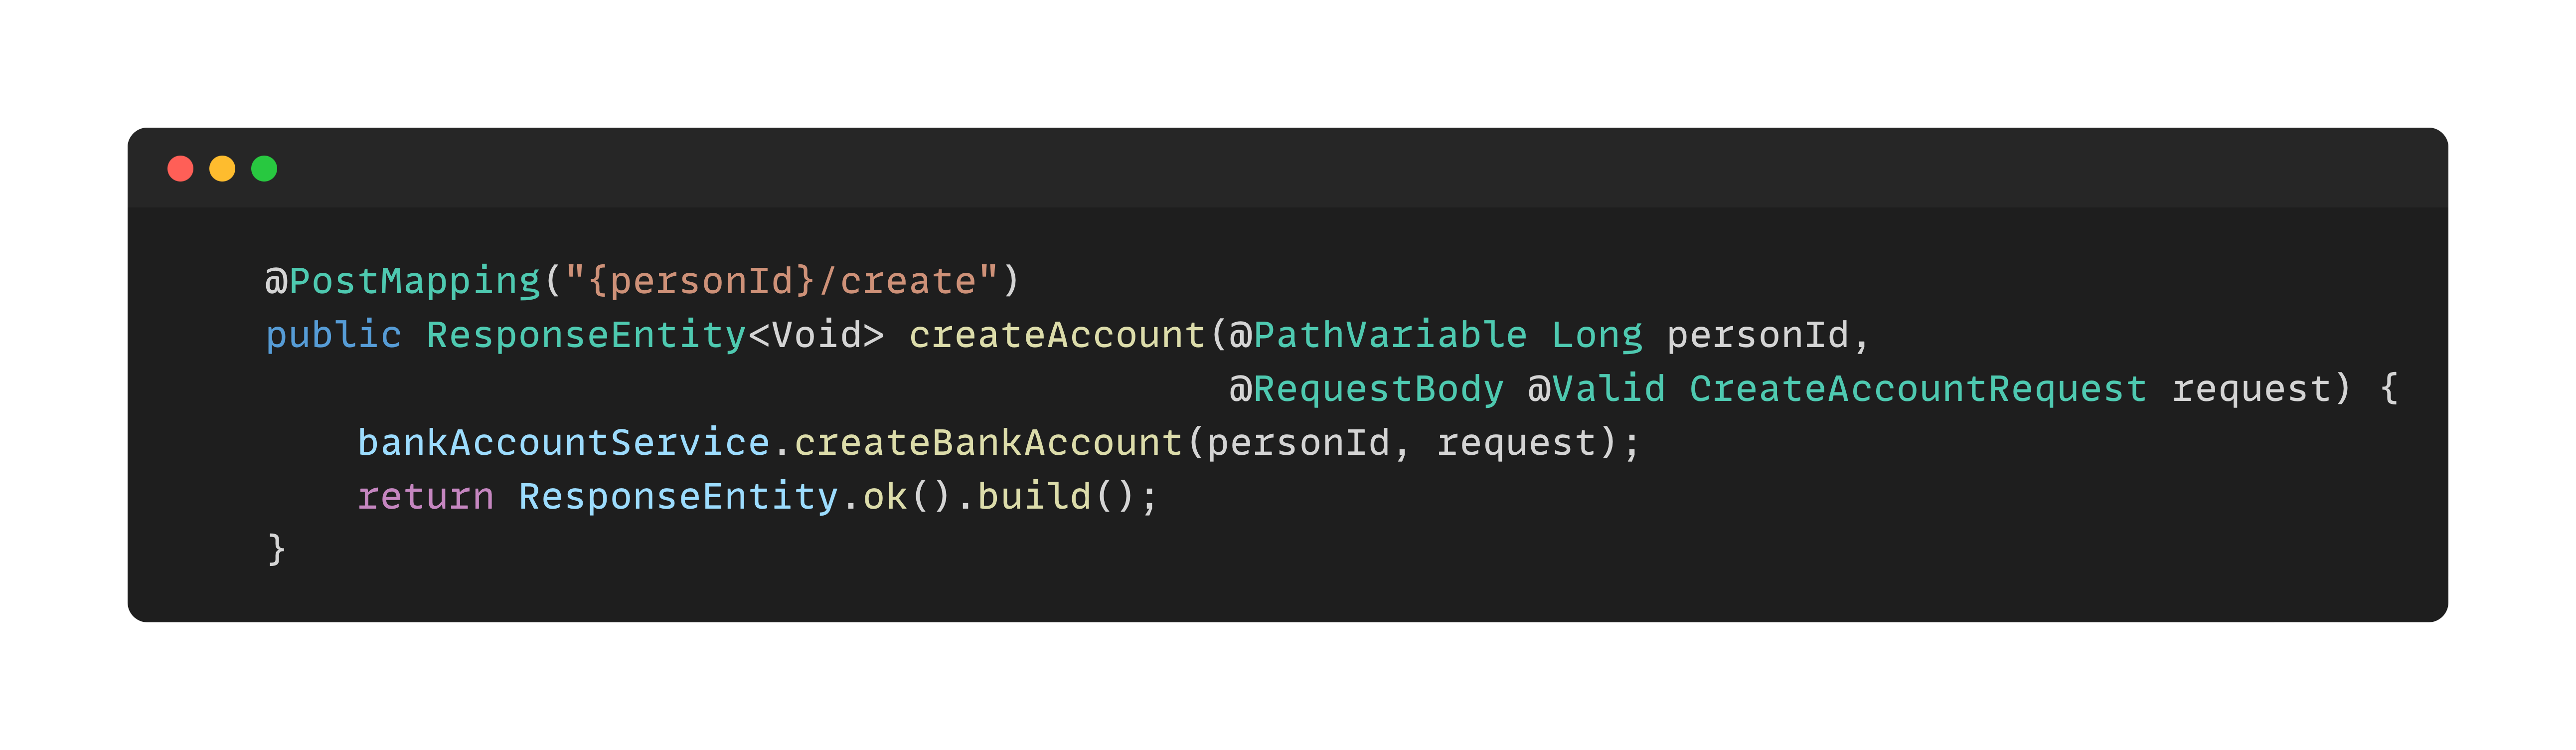 @PostMapping("{personId}/create")
public ResponseEntity<Void> createAccount(@PathVariable Long personId,
@RequestBody @Valid CreateAccountRequest request) {
bankAccountService.createBankAccount(personId, request);
return ResponseEntity.ok().build();
}